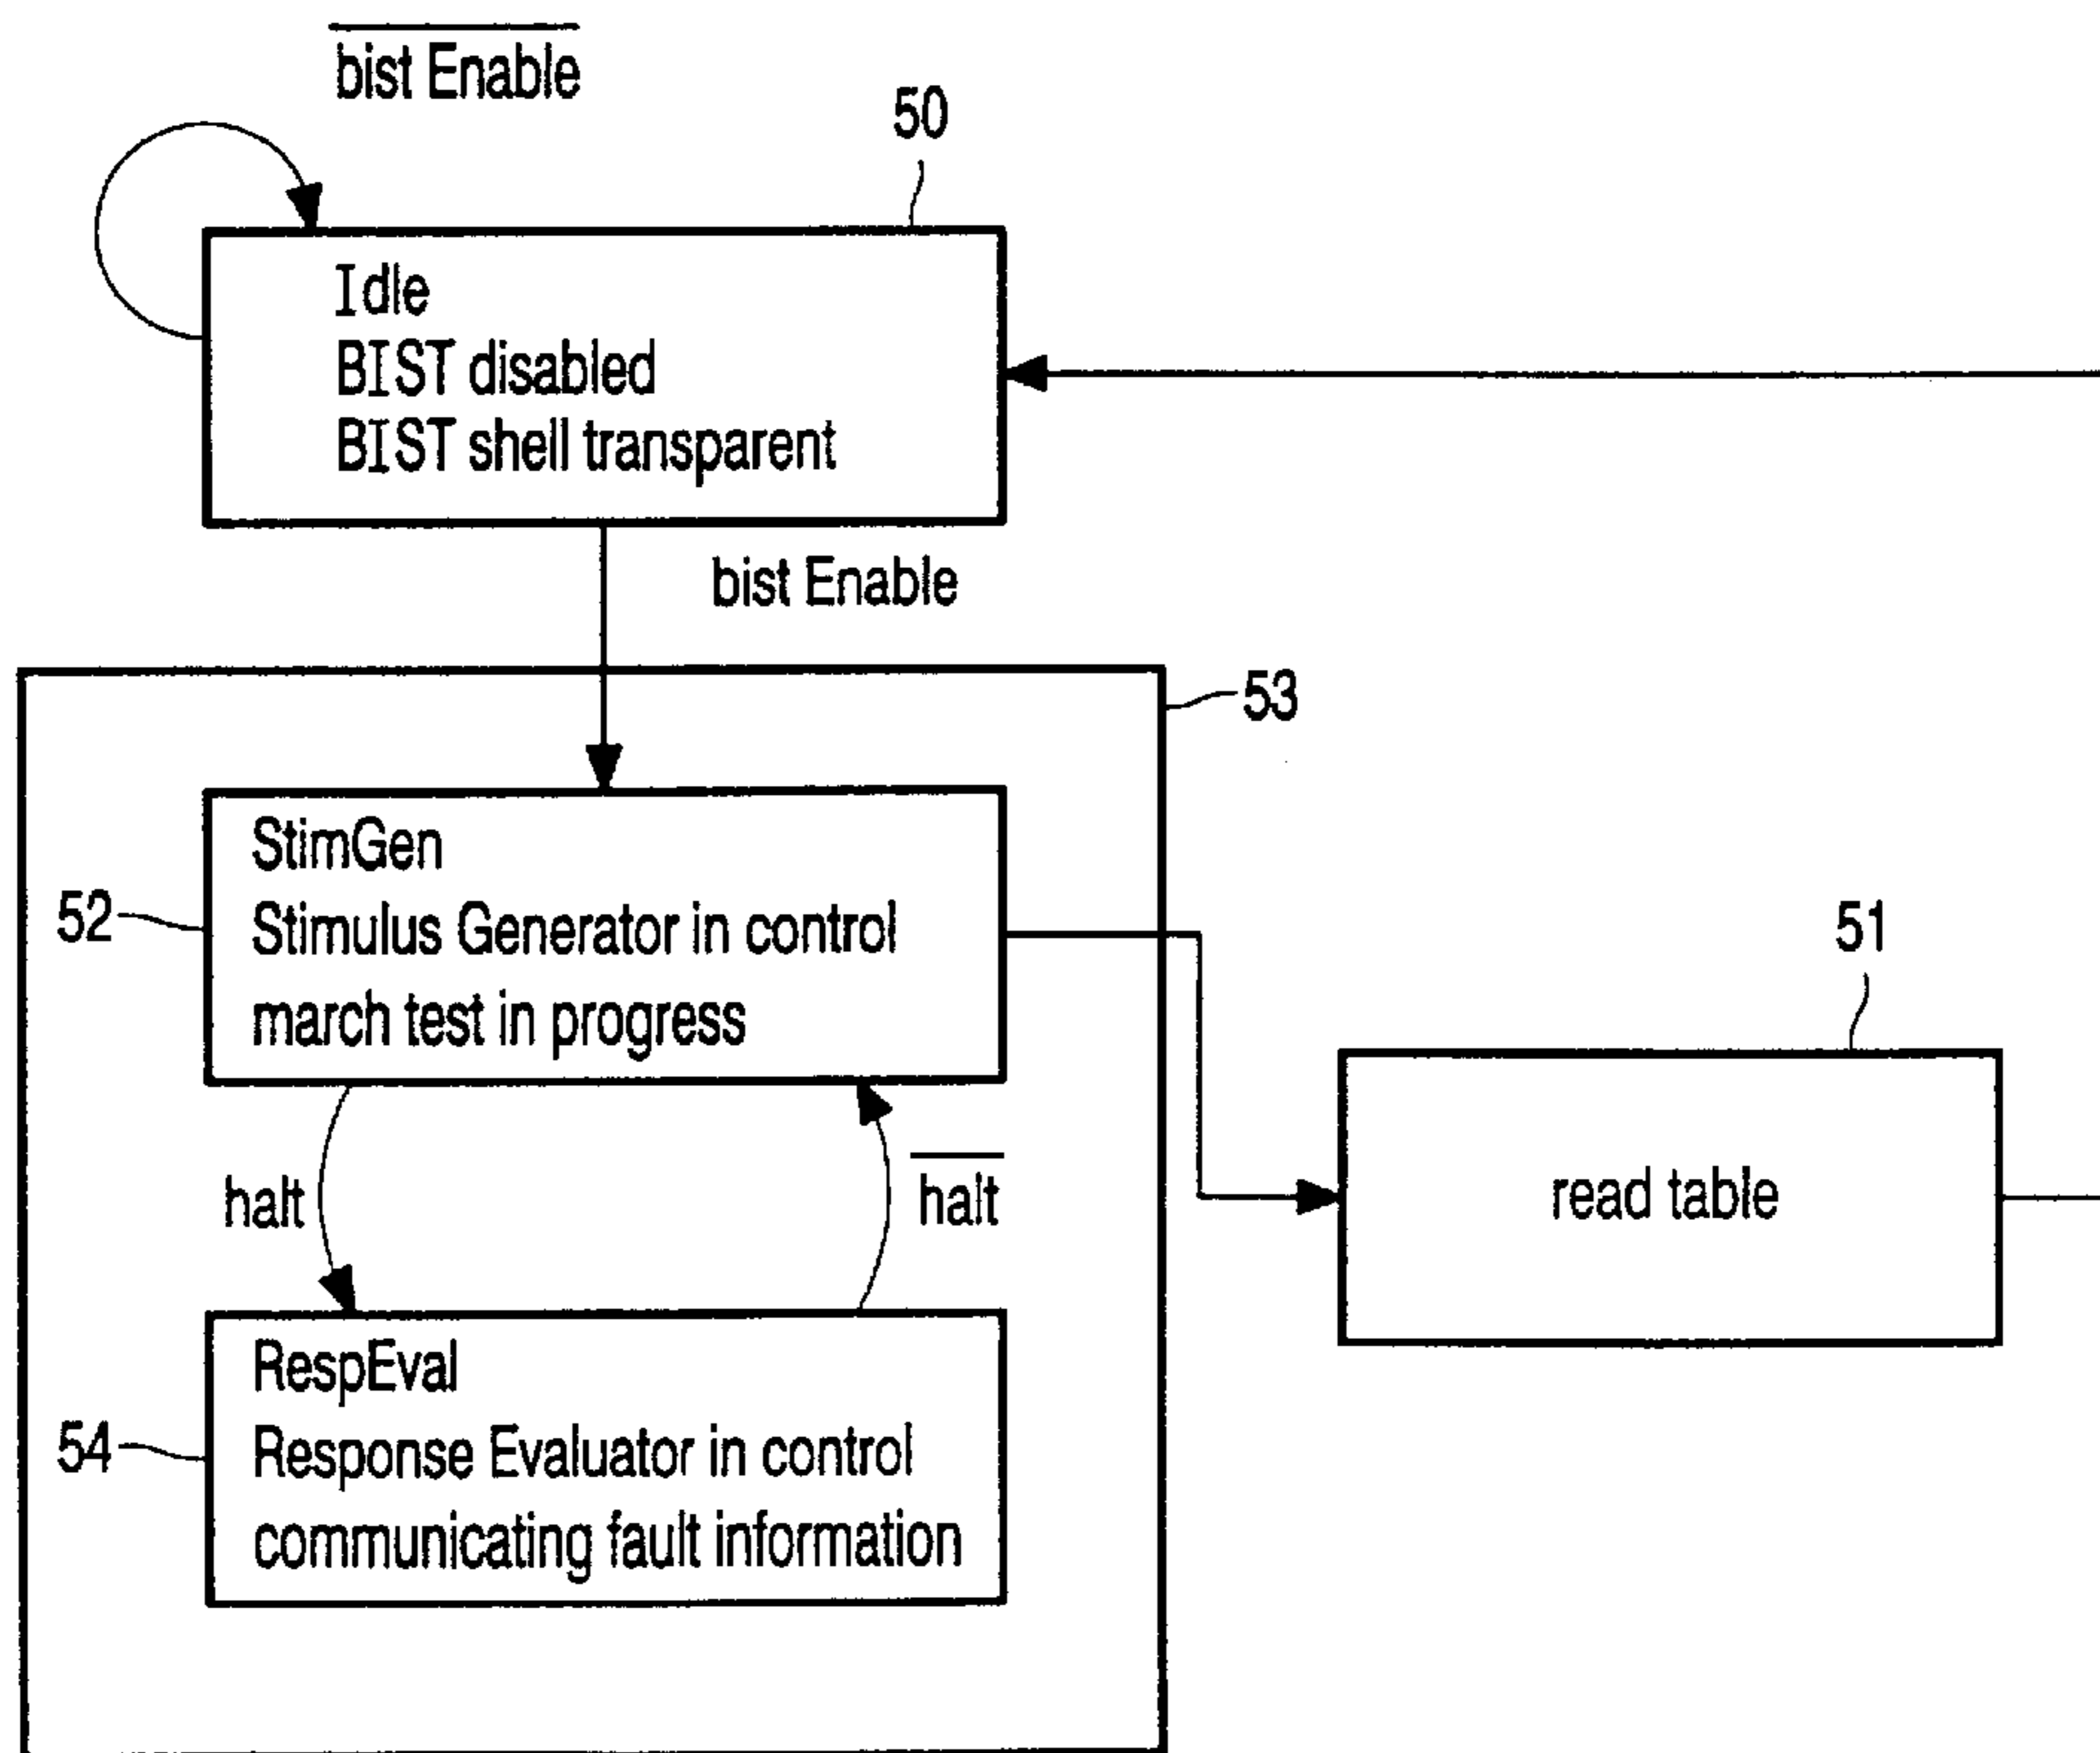 bist Enable
50
Idle
BIST disabled
BIST shell transparent
bist Enable
53
StimGen
52
Stimulus Generator in control
march test in progress
51
halt
halt
read table
RespEval
54
Response Evaluator in control
communicating fault information